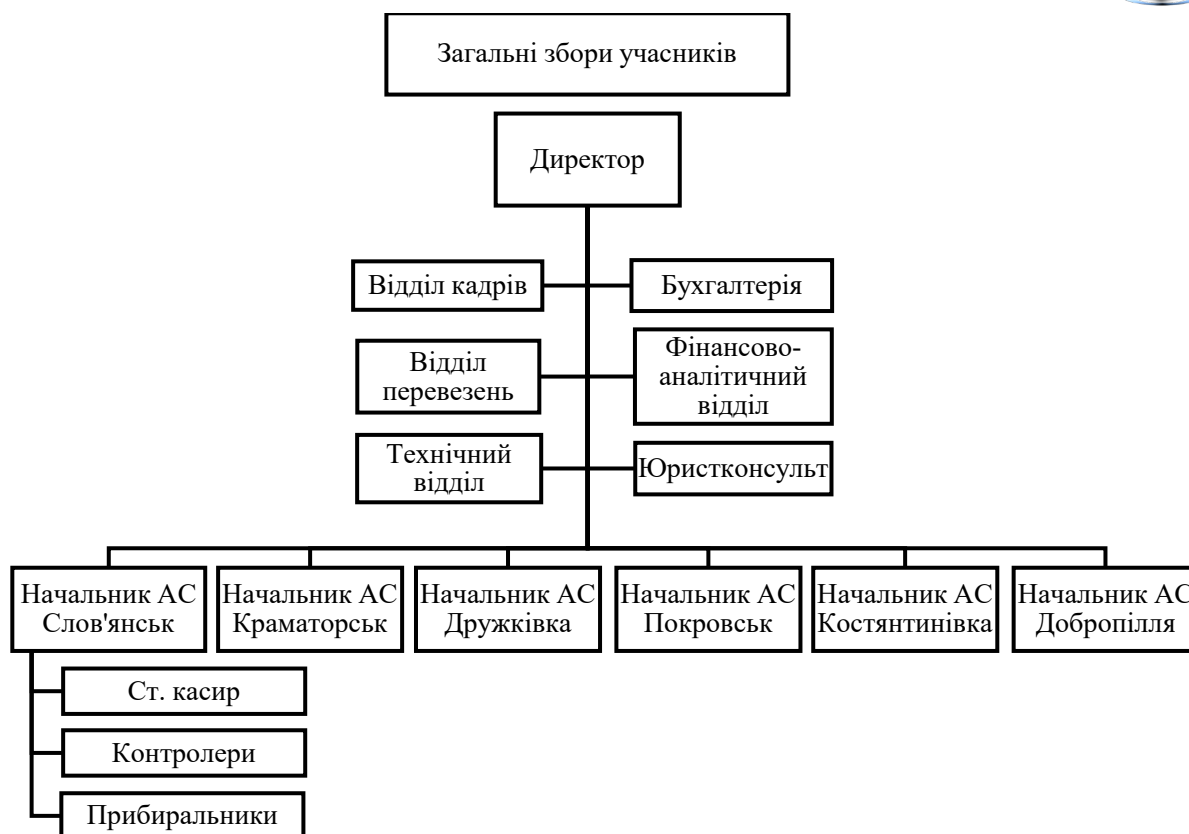 Загальні збори учасників
Директор
Відділ кадрів
Бухгалтерія
Відділ
перевезень
Фінансово-
аналітичний
відділ
Технічний
відділ
Юристконсульт
Начальник АС
Слов'янськ
Начальник АС
Краматорськ
Начальник АС
Дружківка
Начальник АС
Покровськ
Начальник АС
Костянтинівка
Начальник АС
Добропілля
Ст. касир
Контролери
Прибиральники